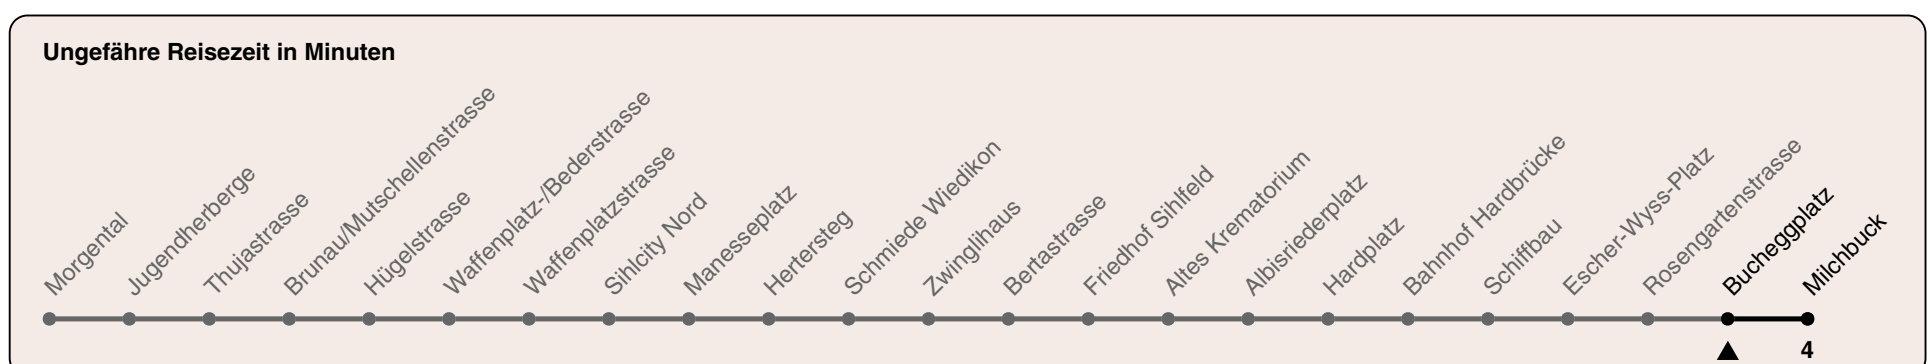 Ungefähre Reisezeit in Minuten
Morgental
Jugendherberge
Thujastrasse
Brunau/Mutschellenstrasse
Hügelstrasse
Waffenplatz-/Bederstrasse
Waffenplatzstrasse
Sihlcity Nord
Manesseplatz
Hertersteg
Schmiede Wiedikon
Zwinglihaus
Bertastrasse
Friedhof Sihlfeld
Altes Krematorium
Albisriederplatz
Hardplatz
Bahnhof Hardbrücke
Schiffbau
Escher-Wyss-Platz
Rosengartenstrasse
Bucheggplatz
Milchbuck
4